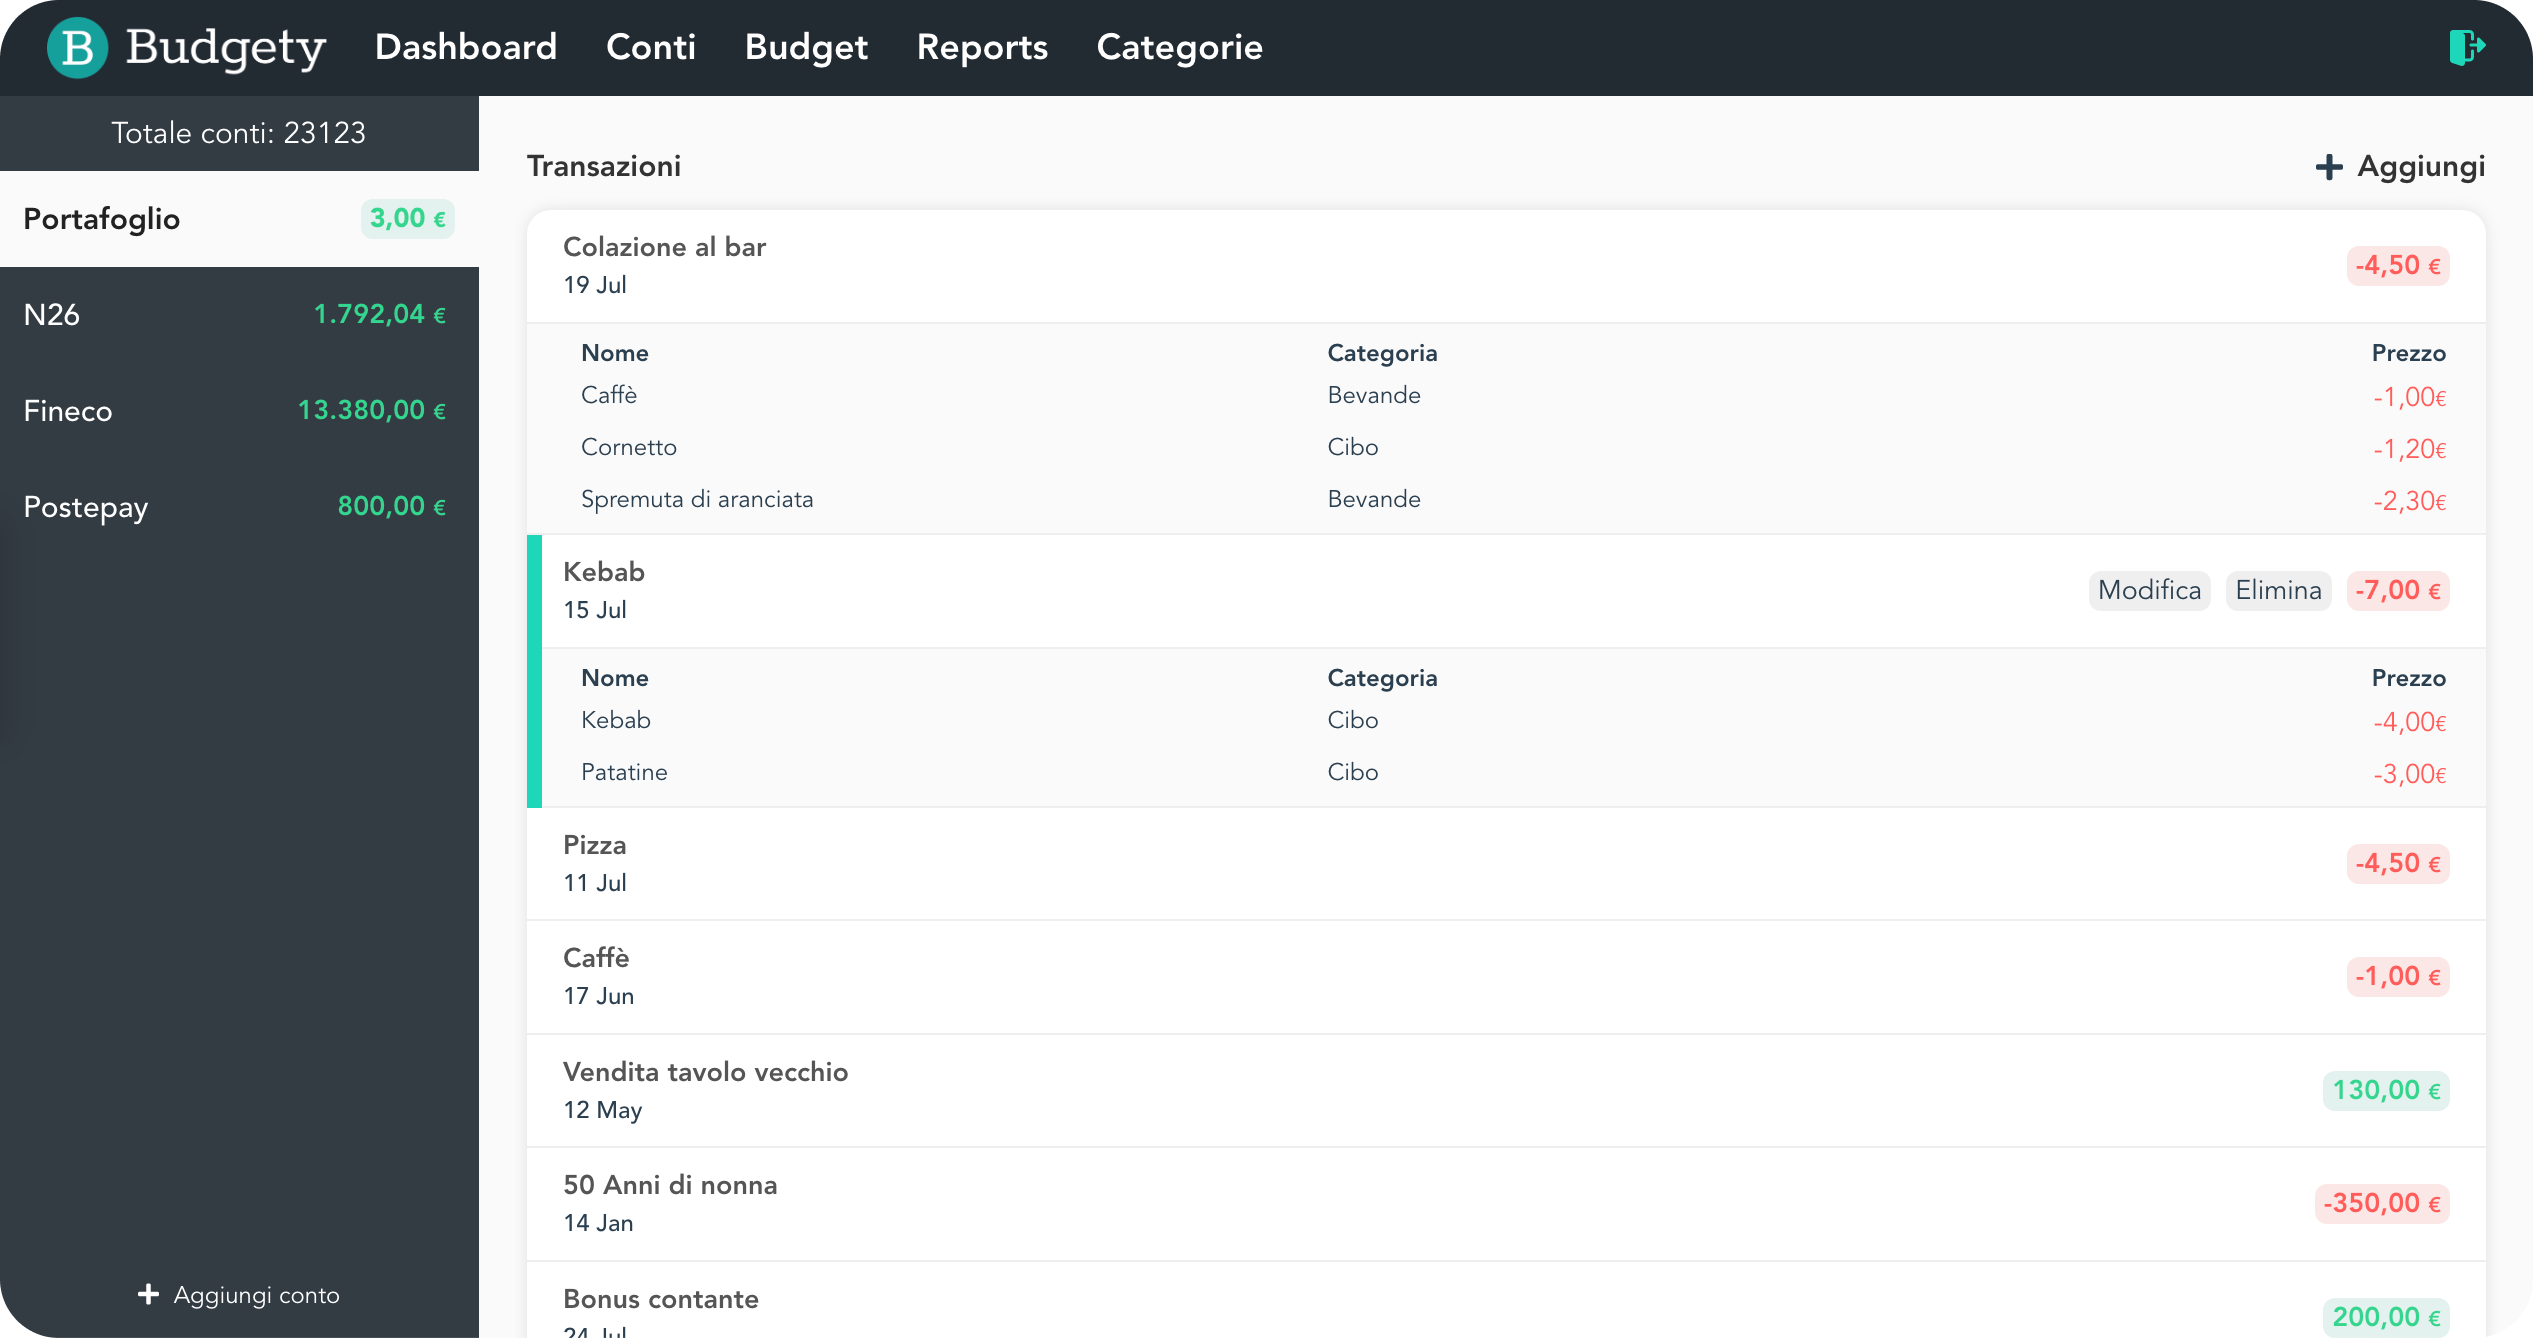 B Budgety Dashboard Conti Budget Reports Categorie
Totale conti: 23123
Portafoglio 3,00 €
N26 1.792,04 €
Fineco 13.380,00 €
Postepay 800,00 €
Aggiungi conto
Transazioni
Aggiungi
Colazione al bar
19 Jul
-4,50 €
Nome Categoria Prezzo
Caffè Bevande -1,00€
Cornetto Cibo -1,20€
Spremuta di aranciata Bevande -2,30€
Kebab
15 Jul
Modifica Elimina -7,00 €
Nome Categoria Prezzo
Kebab Cibo -4,00€
Patatine Cibo -3,00€
Pizza
11 Jul
-4,50 €
Caffè
17 Jun
-1,00 €
Vendita tavolo vecchio
12 May
130,00 €
50 Anni di nonna
14 Jan
-350,00 €
Bonus contante
24 Jul
200,00 €